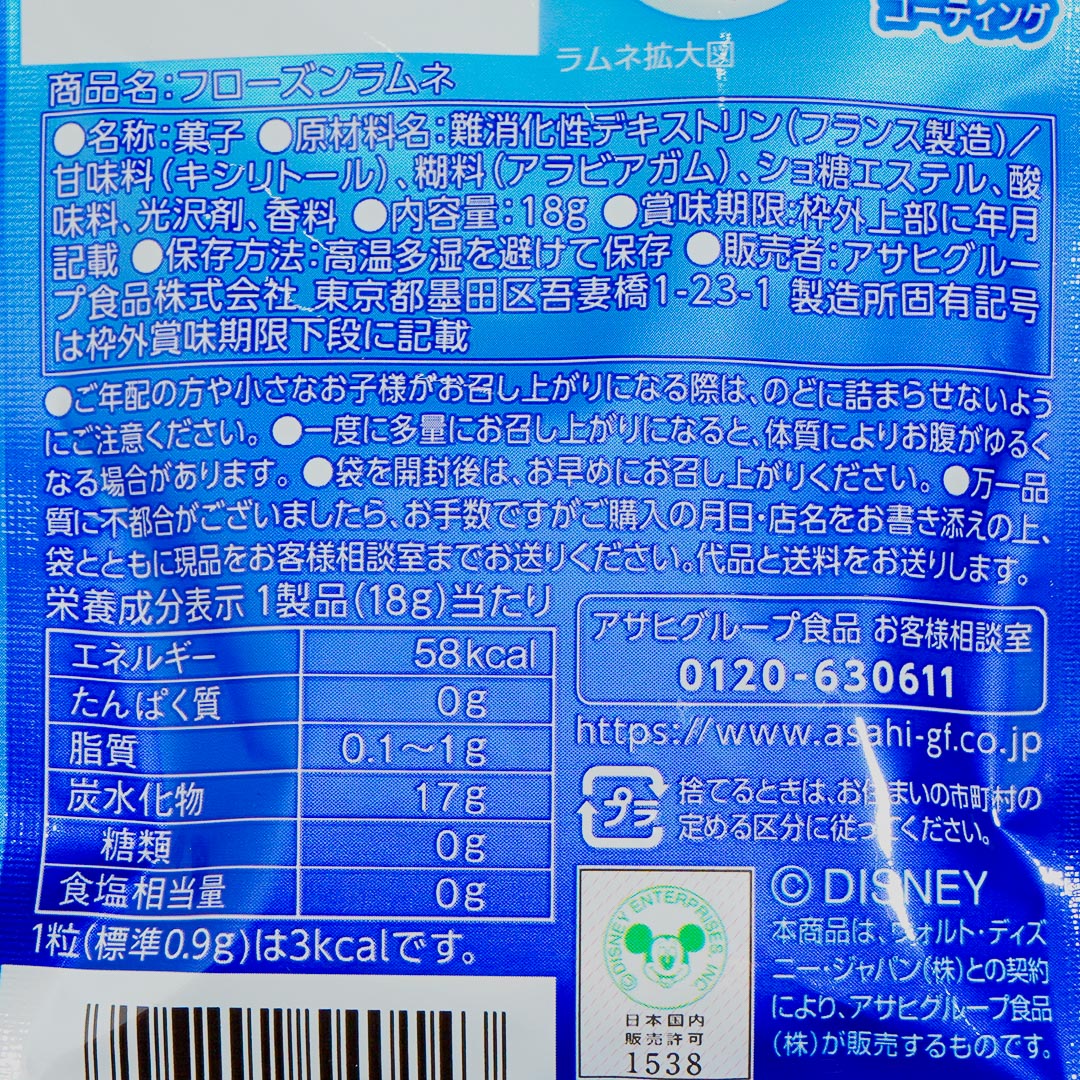 コーティング
ラムネ拡大図
商品名：フローズンラムネ
●名称：菓子 ●原材料名：難消化性デキストリン（フランス製造）／
甘味料（キシリトール）、糊料（アラビアガム）、ショ糖エステル、酸
味料、光沢剤、香料 ●内容量：18g ●賞味期限：枠外上部に年月
記載 ●保存方法：高温多湿を避けて保存 ●販売者：アサヒグルー
プ食品株式会社 東京都墨田区吾妻橋1-23-1 製造所固有記号
は枠外賞味期限下段に記載
●ご年配の方や小さなお子様がお召し上がりになる際は、のどに詰まらせないよう
にご注意ください。●一度に多量にお召し上がりになると、体質によりお腹がゆるく
なる場合があります。●袋を開封後は、お早めにお召し上がりください。●万一品
質に不都合がございましたら、お手数ですがご購入の月日・店名をお書き添えの上、
袋とともに現品をお客様相談室までお送りください。代品と送料をお送りします。
栄養成分表示 1製品（18g）当たり
エネルギー 58kcal
たんぱく質 0g
脂質 0.1〜1g
炭水化物 17g
糖類 0g
食塩相当量 0g
1粒（標準0.9g）は3kcalです。
アサヒグループ食品 お客様相談室
0120-630611
https://www.asahi-gf.co.jp
プラ
捨てるときは、お住まいの市町村の
定める区分に従ってください。
©DISNEY ENTERPRISES, INC
日本国内
販売許可
1538
© DISNEY
本商品は、ウォルト・ディズ
ニー・ジャパン（株）との契約
により、アサヒグループ食品
（株）が販売するものです。